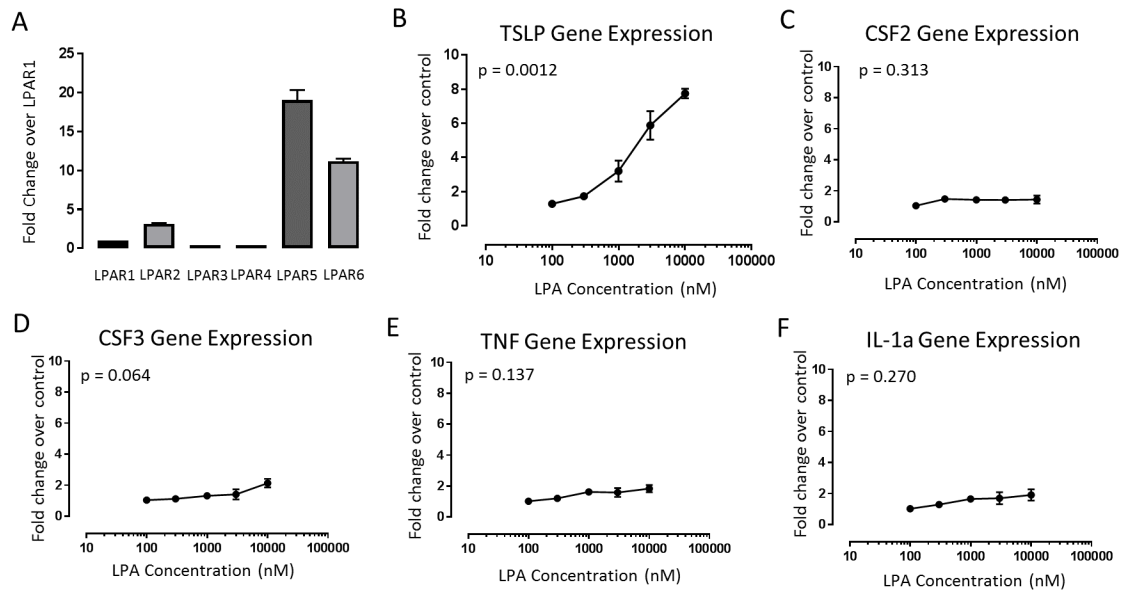 A
Fold Change over LPAR1
25
20
15
10
5
0
LPAR1 LPAR2 LPAR3 LPAR4 LPAR5 LPAR6
B
TSLP Gene Expression
p = 0.0012
Fold change over control
10
8
6
4
2
0
10 100 1000 10000 100000
LPA Concentration (nM)
C
CSF2 Gene Expression
p = 0.313
Fold change over control
10
8
6
4
2
0
10 100 1000 10000 100000
LPA Concentration (nM)
D
CSF3 Gene Expression
p = 0.064
Fold change over control
10
8
6
4
2
0
10 100 1000 10000 100000
LPA Concentration (nM)
E
TNF Gene Expression
p = 0.137
Fold change over control
10
8
6
4
2
0
10 100 1000 10000 100000
LPA Concentration (nM)
F
IL-1a Gene Expression
p = 0.270
Fold change over control
10
8
6
4
2
0
10 100 1000 10000 100000
LPA Concentration (nM)